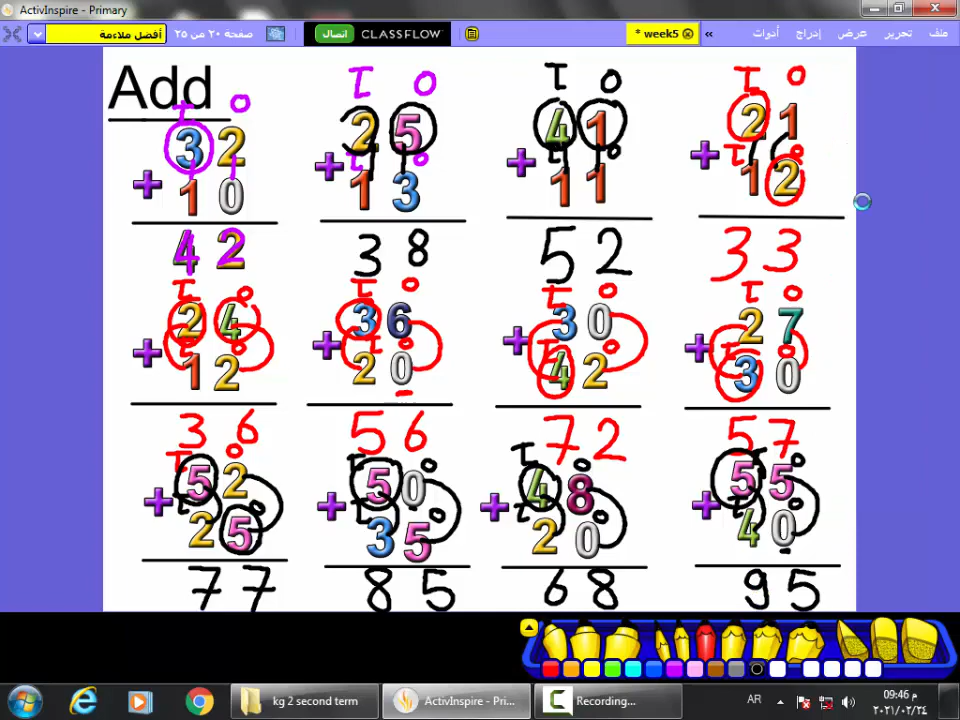 ActivInspire - Primary
أفضل ملاءمة
صفحة ٢٠ من ٢٥
اتصال CLASSFLOW
* week5
»
أدوات عرض إدراج تحرير ملف
Add
T O T O T O T O
32 25 41 21
T O T O T O
+ 10 + 13 + 11 + 12
42 38 52 33
T O T O T O T O
24 36 30 27
T O T O T O T O
+ 12 + 20 + 42 + 30
36 56 72 57
T O T O T O T O
52 50 48 55
T O T O T O T O
+ 25 + 35 + 20 + 40
77 85 68 95
kg 2 second term
ActivInspire - Pri...
Recording...
AR
09:46 م
٢٠٢١/٠٢/٢٤